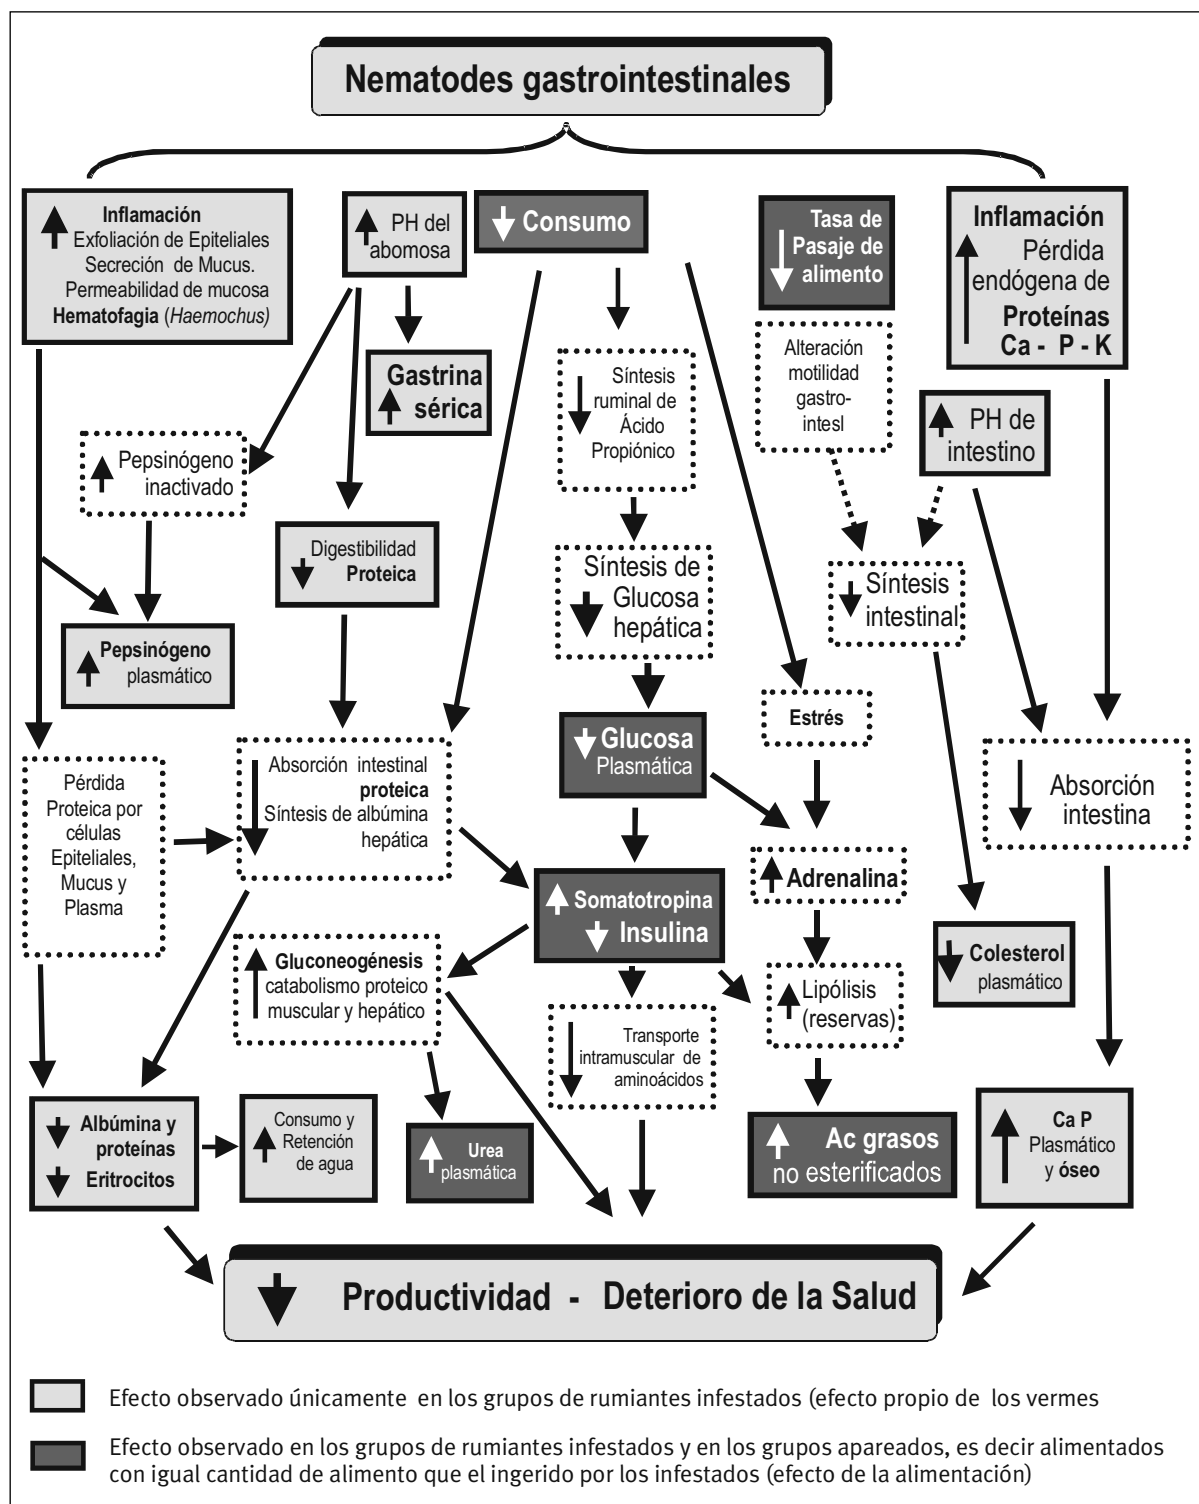 Nematodes gastrointestinales
Inflamación
Exfoliación de Epiteliales
Secreción de Mucus.
Permeabilidad de mucosa
Hematofagia (Haemochus)
PH del
abomosa
Consumo
Tasa de
Pasaje de
alimento
Inflamación
Pérdida
endógena de
Proteínas
Ca - P - K
Gastrina
sérica
Síntesis
ruminal de
Ácido
Propiónico
Alteración
motilidad
gastro-
intesl
PH de
intestino
Pepsinógeno
inactivado
Digestibilidad
Proteica
Síntesis de
Glucosa
hepática
Síntesis
intestinal
Pepsinógeno
plasmático
Estrés
Glucosa
Plasmática
Pérdida
Proteica por
células
Epiteliales,
Mucus y
Plasma
Absorción intestinal
proteica
Síntesis de albúmina
hepática
Absorción
intestina
Adrenalina
Somatotropina
Insulina
Gluconeogénesis
catabolismo proteico
muscular y hepático
Colesterol
plasmático
Lipólisis
(reservas)
Transporte
intramuscular de
aminoácidos
Albúmina y
proteínas
Eritrocitos
Consumo y
Retención
de agua
Urea
plasmática
Ac grasos
no esterificados
Ca P
Plasmático
y óseo
Productividad - Deterioro de la Salud
Efecto observado únicamente en los grupos de rumiantes infestados (efecto propio de los vermes
Efecto observado en los grupos de rumiantes infestados y en los grupos apareados, es decir alimentados
con igual cantidad de alimento que el ingerido por los infestados (efecto de la alimentación)